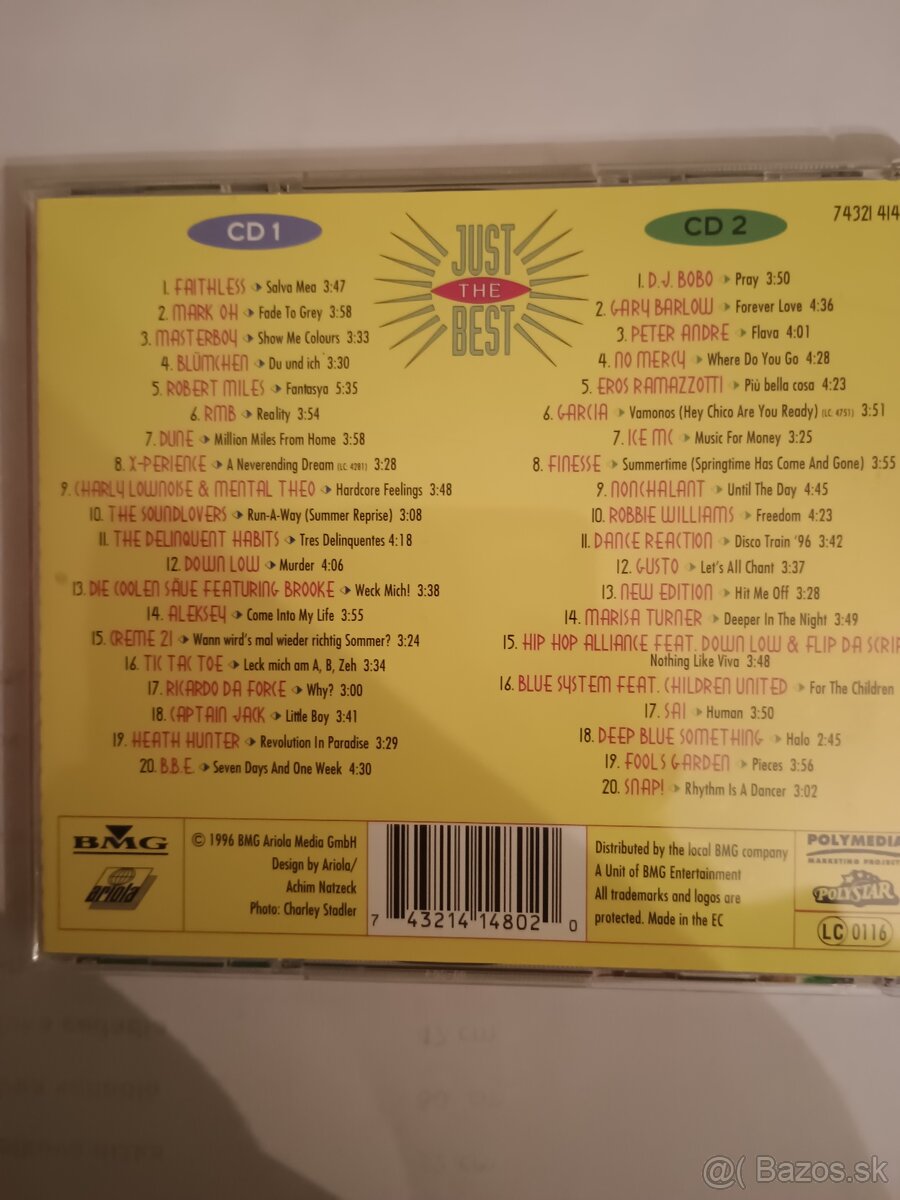 74321 414
CD 1
JUST
THE
BEST
CD 2
1. FAITHLESS Salva Mea 3:47
2. MARK OH Fade To Grey 3:58
3. MASTERBOY Show Me Colours 3:33
4. BLÜMCHEN Du und ich 3:30
5. ROBERT MILES Fantasya 5:35
6. RMB Reality 3:54
7. DUNE Million Miles From Home 3:58
8. X-PERIENCE A Neverending Dream (LC 4281) 3:28
9. CHARLY LOWNOISE & MENTAL THEO Hardcore Feelings 3:48
10. THE SOUNDLOVERS Run-A-Way (Summer Reprise) 3:08
11. THE DELINQUENT HABITS Tres Delinquentes 4:18
12. DOWN LOW Murder 4:06
13. DIE COOLEN SÄUE FEATURING BROOKE Weck Mich! 3:38
14. ALEKSEY Come Into My Life 3:55
15. CREME 21 Wann wird's mal wieder richtig Sommer? 3:24
16. TIC TAC TOE Leck mich am A, B, Zeh 3:34
17. RICARDO DA FORCE Why? 3:00
18. CAPTAIN JACK Little Boy 3:41
19. HEATH HUNTER Revolution In Paradise 3:29
20. B.B.E. Seven Days And One Week 4:30
1. D.J. BOBO Pray 3:50
2. GARY BARLOW Forever Love 4:36
3. PETER ANDRE Flava 4:01
4. NO MERCY Where Do You Go 4:28
5. EROS RAMAZZOTTI Più bella cosa 4:23
6. GARCIA Vamonos (Hey Chico Are You Ready) (LC 4751) 3:51
7. ICE MC Music For Money 3:25
8. FINESSE Summertime (Springtime Has Come And Gone) 3:55
9. NONCHALANT Until The Day 4:45
10. ROBBIE WILLIAMS Freedom 4:23
11. DANCE REACTION Disco Train '96 3:42
12. GUSTO Let's All Chant 3:37
13. NEW EDITION Hit Me Off 3:28
14. MARISA TURNER Deeper In The Night 3:49
15. HIP HOP ALLIANCE FEAT. DOWN LOW & FLIP DA SCRIP
Nothing Like Viva 3:48
16. BLUE SYSTEM FEAT. CHILDREN UNITED For The Children
17. SAI Human 3:50
18. DEEP BLUE SOMETHING Halo 2:45
19. FOOLS GARDEN Pieces 3:56
20. SNAP! Rhythm Is A Dancer 3:02
BMG
ariola
© 1996 BMG Ariola Media GmbH
Design by Ariola/
Achim Natzeck
Photo: Charley Stadler
7 43214 14802 0
Distributed by the local BMG company
A Unit of BMG Entertainment
All trademarks and logos are
protected. Made in the EC
POLYMEDIA
MARKETING PROJEC
POLYSTAR
LC 0116
@( Bazos.sk